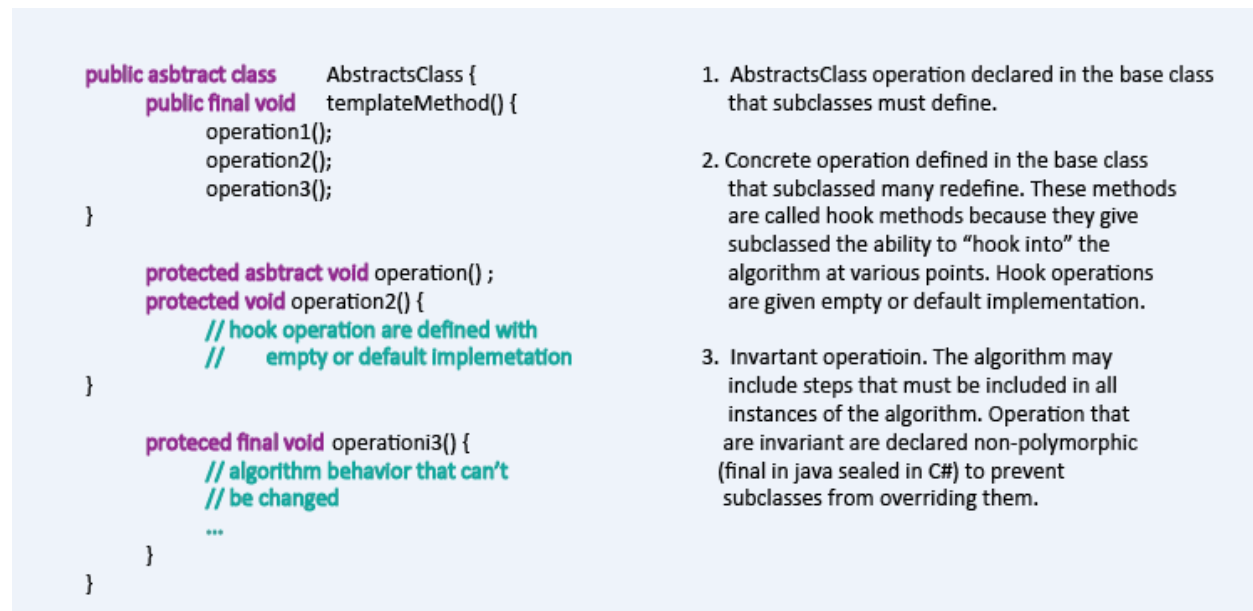 public asbtract class AbstractsClass {
public final void templateMethod() {
operation1();
operation2();
operation3();
}
protected asbtract void operation() ;
protected void operation2() {
// hook operation are defined with
// empty or default implemetation
}
proteced final void operationi3() {
// algorithm behavior that can't
// be changed
...
}
}
1. AbstractsClass operation declared in the base class
that subclasses must define.
2. Concrete operation defined in the base class
that subclassed many redefine. These methods
are called hook methods because they give
subclassed the ability to “hook into” the
algorithm at various points. Hook operations
are given empty or default implementation.
3. Invartant operatioin. The algorithm may
include steps that must be included in all
instances of the algorithm. Operation that
are invariant are declared non-polymorphic
(final in java sealed in C#) to prevent
subclasses from overriding them.